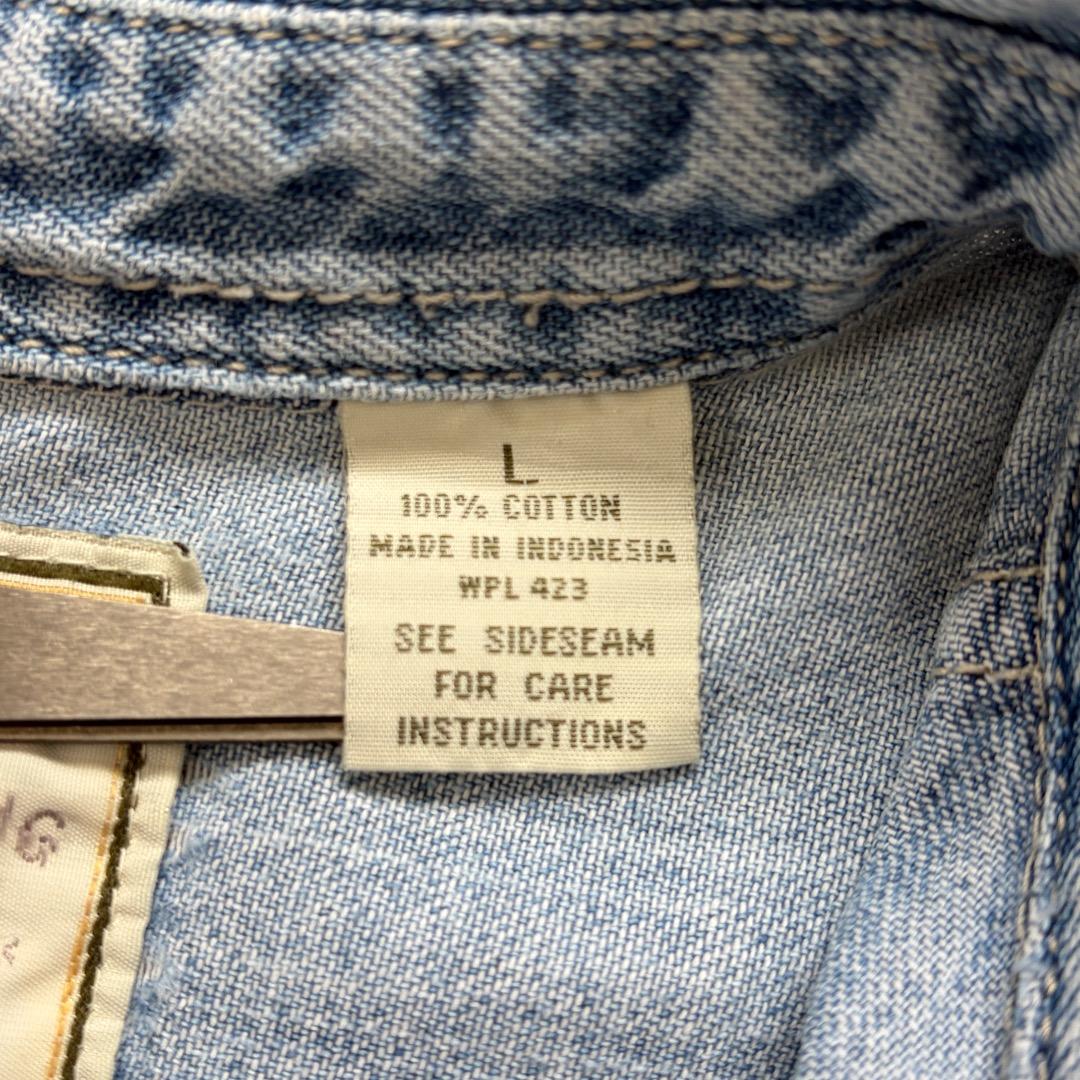 L
100% COTTON
MADE IN INDONESIA
WPL 423
SEE SIDESEAM
FOR CARE
INSTRUCTIONS